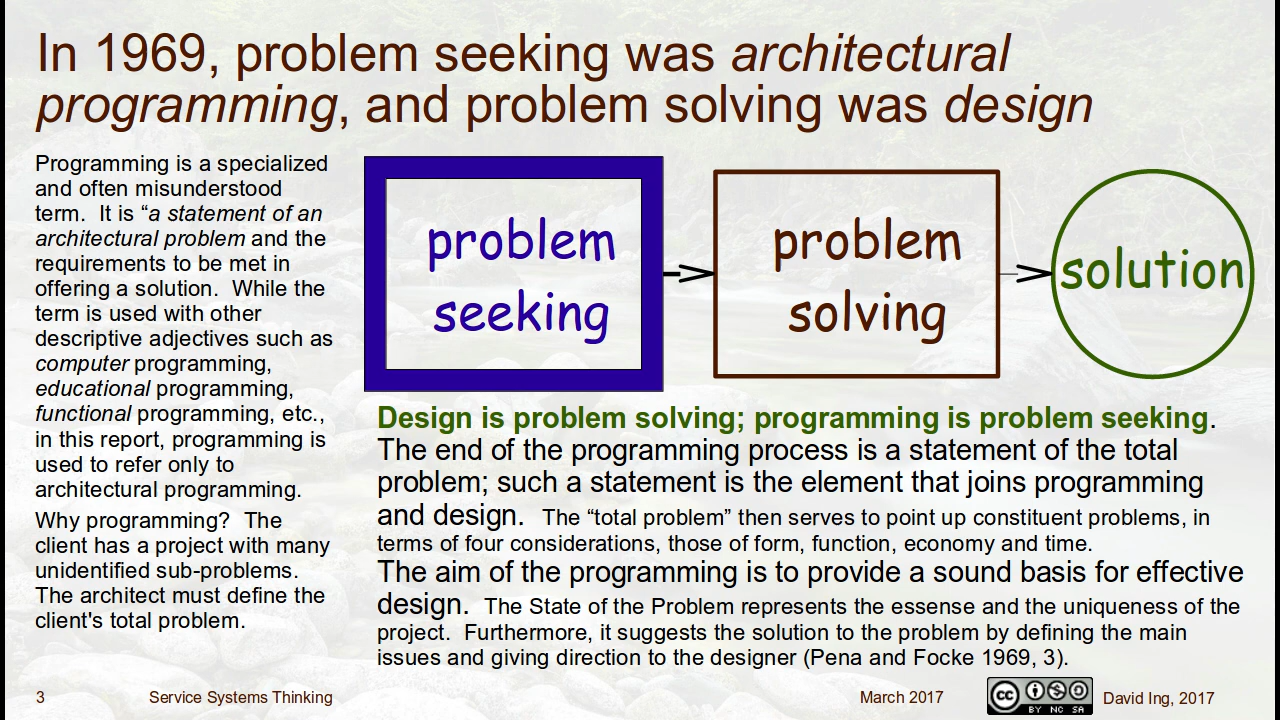 In 1969, problem seeking was architectural
programming, and problem solving was design
Programming is a specialized
and often misunderstood
term. It is “a statement of an
architectural problem and the
requirements to be met in
offering a solution. While the
term is used with other
descriptive adjectives such as
computer programming,
educational programming,
functional programming, etc.,
in this report, programming is
used to refer only to
architectural programming.
Why programming? The
client has a project with many
unidentified sub-problems.
The architect must define the
client's total problem.
problem
seeking
problem
solving
solution
Design is problem solving; programming is problem seeking.
The end of the programming process is a statement of the total
problem; such a statement is the element that joins programming
and design. The “total problem” then serves to point up constituent problems, in
terms of four considerations, those of form, function, economy and time.
The aim of the programming is to provide a sound basis for effective
design. The State of the Problem represents the essense and the uniqueness of the
project. Furthermore, it suggests the solution to the problem by defining the main
issues and giving direction to the designer (Pena and Focke 1969, 3).
3
Service Systems Thinking
March 2017
cc
BY NC SA
David Ing, 2017